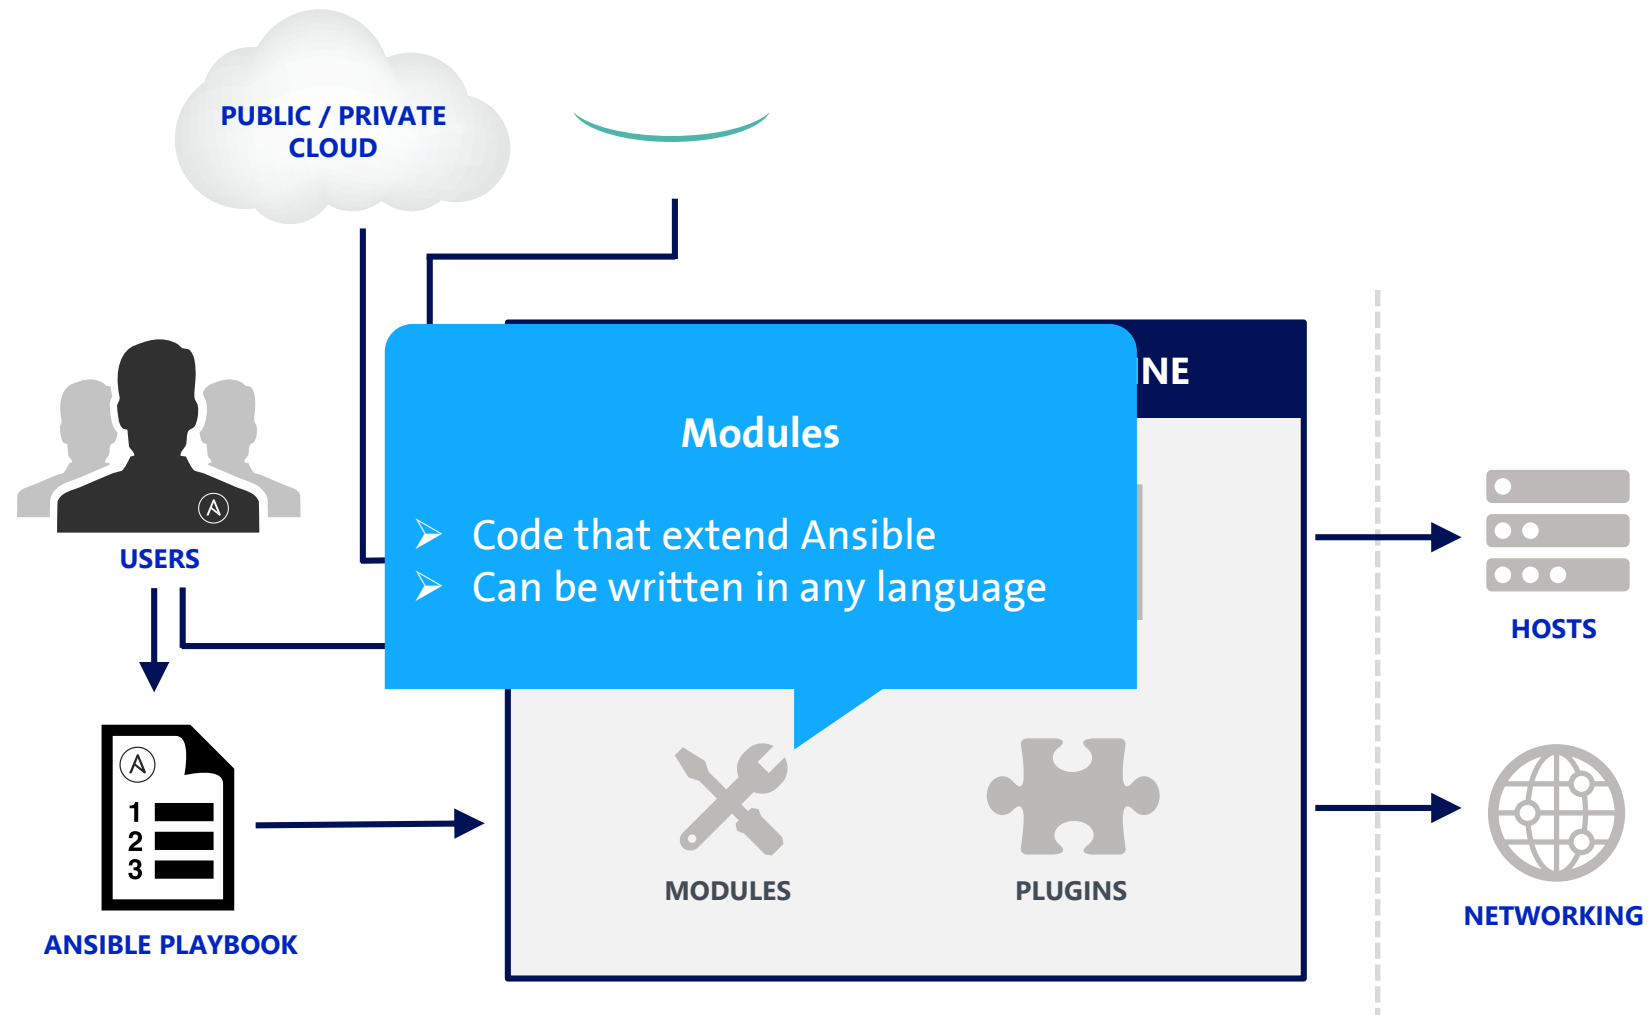 PUBLIC / PRIVATE
CLOUD
NE
Modules
Code that extend Ansible
Can be written in any language
USERS
HOSTS
1
2
3
MODULES
PLUGINS
NETWORKING
ANSIBLE PLAYBOOK